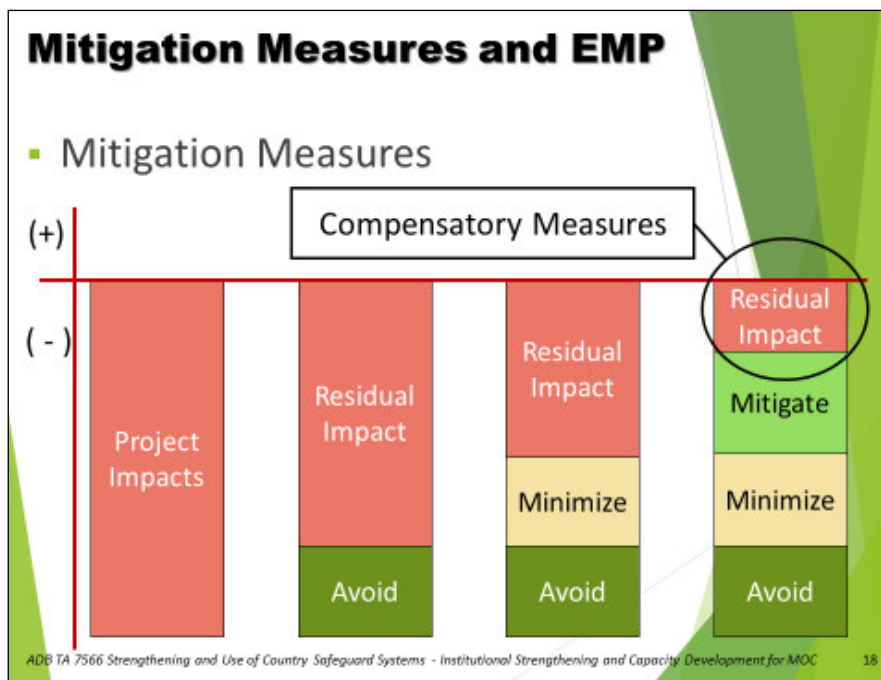 Mitigation Measures and EMP
▪ Mitigation Measures
Compensatory Measures
(+)
( - )
Project
Impacts
Residual
Impact
Avoid
Residual
Impact
Minimize
Avoid
Residual
Impact
Mitigate
Minimize
Avoid
ADB TA 7566 Strengthening and Use of Country Safeguard Systems - Institutional Strengthening and Capacity Development for MOC 18